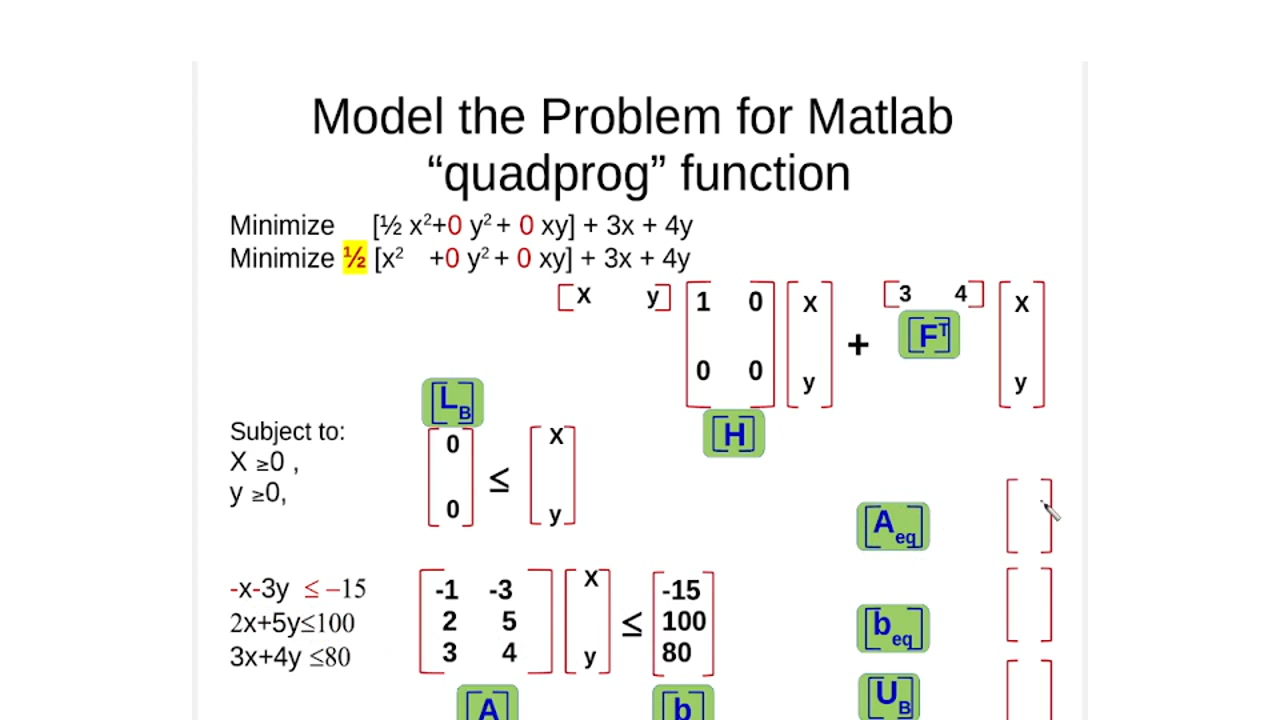 Model the Problem for Matlab
“quadprog” function
Minimize [½ x²+0 y² + 0 xy] + 3x + 4y
Minimize ½ [x² +0 y² + 0 xy] + 3x + 4y
[x y] [1 0 [x + [3 4] [x
[Fᵀ]
0 0] y] y]
[H]
[L_B]
Subject to:
X ≥0 , [0 ≤ [x
y ≥0, 0] y]
[A_eq] [ ]
-x-3y ≤ –15 [-1 -3 [x [-15
2x+5y≤100 2 5 ≤ 100
3x+4y ≤80 3 4] y] 80]
[b_eq] [ ]
[U_B] [ ]
[A] [b]